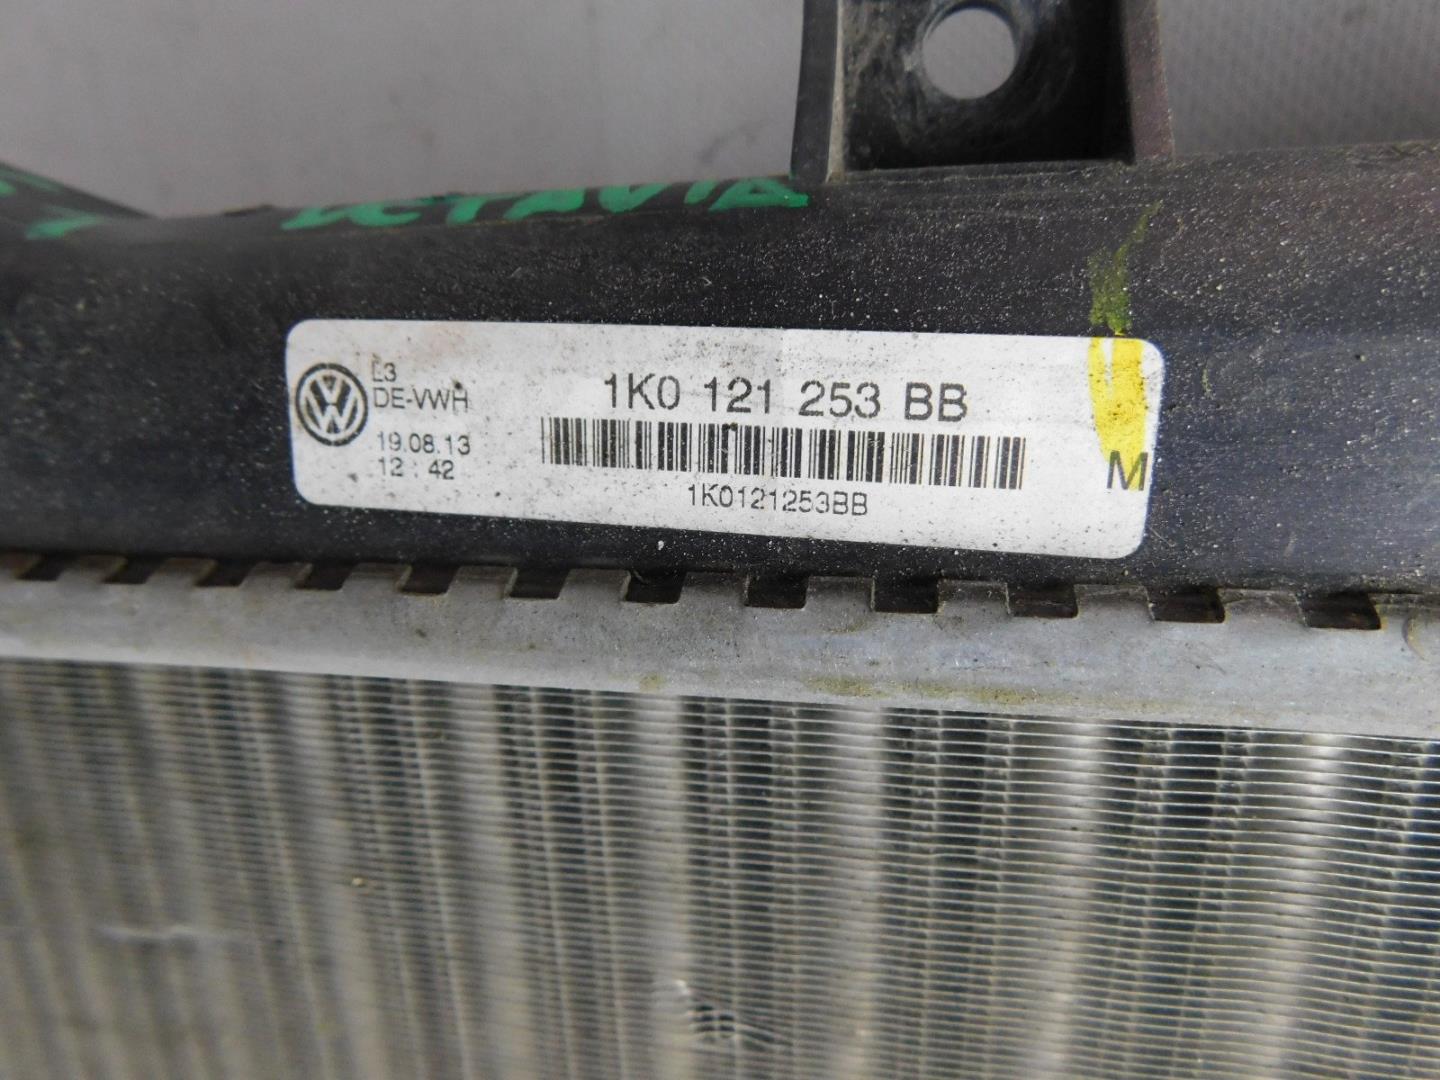 OCTAVIA
L3
DE-VWH
19.08.13
12 : 42
1K0 121 253 BB
1K0121253BB
M